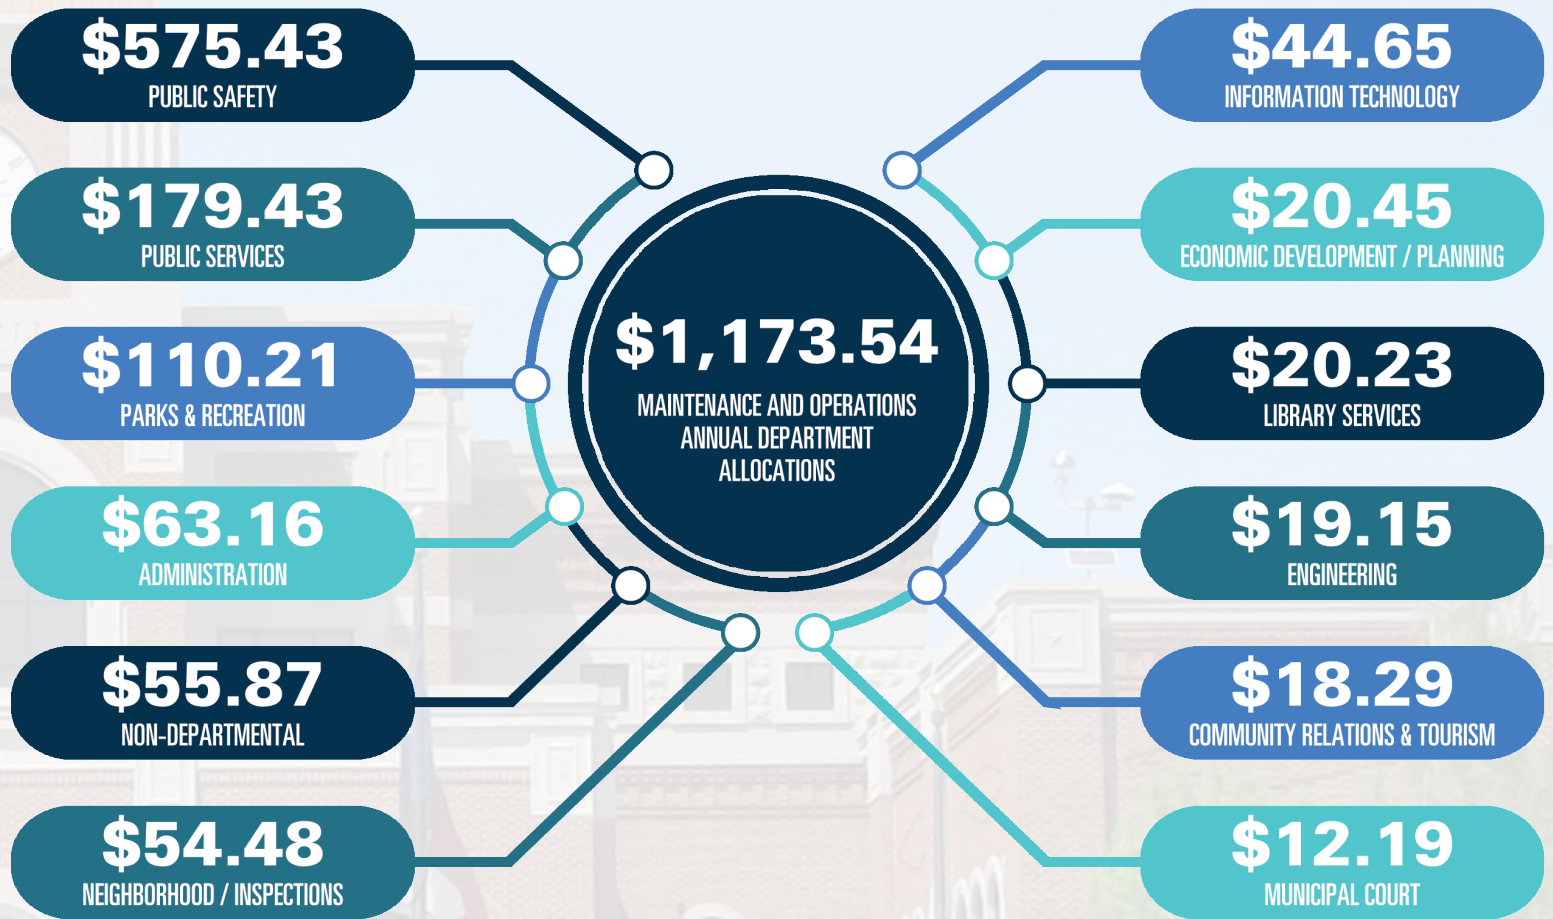 $575.43
PUBLIC SAFETY
$179.43
PUBLIC SERVICES
$110.21
PARKS & RECREATION
$63.16
ADMINISTRATION
$55.87
NON-DEPARTMENTAL
$54.48
NEIGHBORHOOD / INSPECTIONS
$1,173.54
MAINTENANCE AND OPERATIONS
ANNUAL DEPARTMENT
ALLOCATIONS
$44.65
INFORMATION TECHNOLOGY
$20.45
ECONOMIC DEVELOPMENT / PLANNING
$20.23
LIBRARY SERVICES
$19.15
ENGINEERING
$18.29
COMMUNITY RELATIONS & TOURISM
$12.19
MUNICIPAL COURT